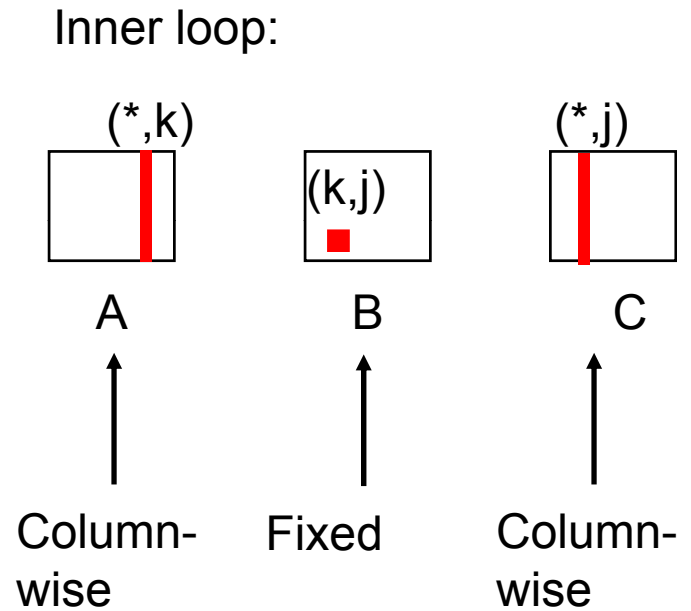 Inner loop:
(*,k)
(*,j)
(k,j)
A
B
C
Column-
wise
Fixed
Column-
wise